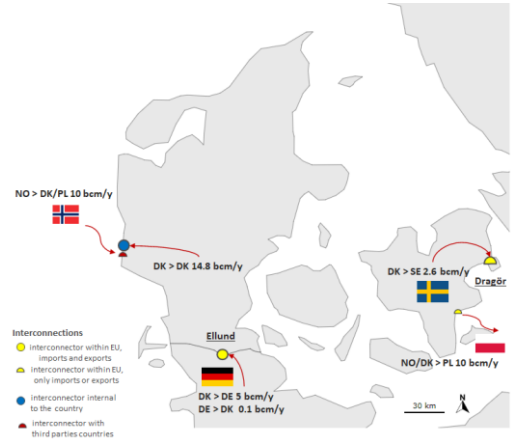 NO > DK/PL 10 bcm/y
DK > DK 14.8 bcm/y
DK > SE 2.6 bcm/y
Dragör
Ellund
NO/DK > PL 10 bcm/y
DK > DE 5 bcm/y
DE > DK 0.1 bcm/y
Interconnections
interconnector within EU,
imports and exports
interconnector within EU,
only imports or exports
interconnector internal
to the country
interconnector with
third parties countries
30 km
N